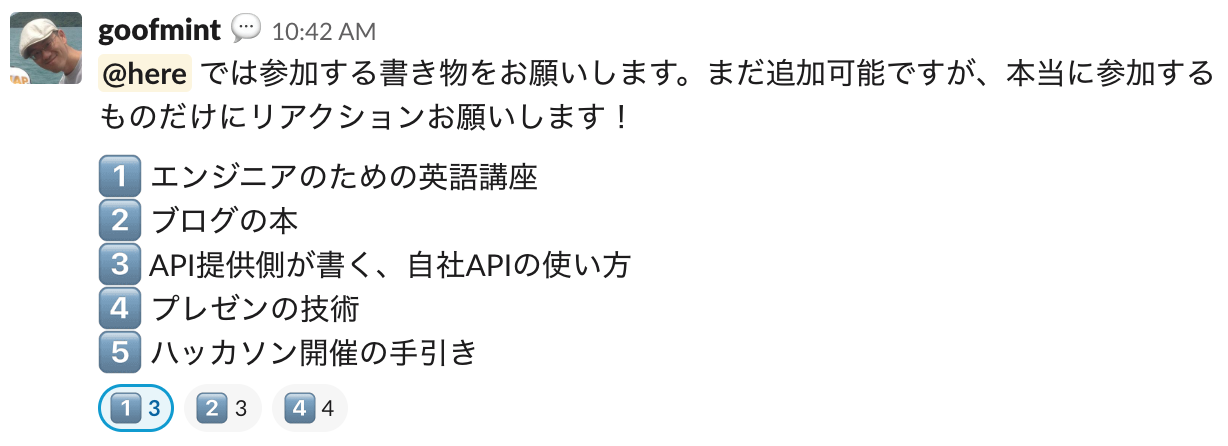 goofmint 10:42 AM
@here では参加する書き物をお願いします。まだ追加可能ですが、本当に参加する
ものだけにリアクションお願いします！
1 エンジニアのための英語講座
2 ブログの本
3 API提供側が書く、自社APIの使い方
4 プレゼンの技術
5 ハッカソン開催の手引き
1 3 2 3 4 4